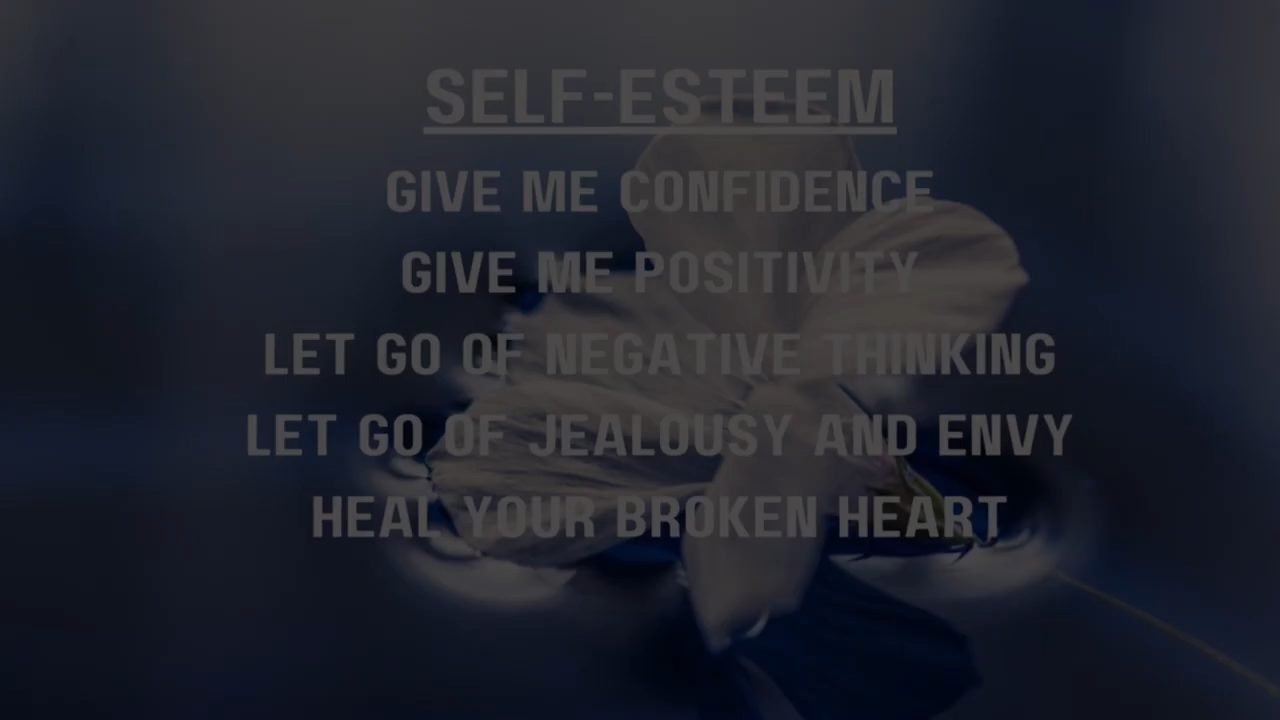 SELF-ESTEEM
GIVE ME CONFIDENCE
GIVE ME POSITIVITY
LET GO OF NEGATIVE THINKING
LET GO OF JEALOUSY AND ENVY
HEAL YOUR BROKEN HEART